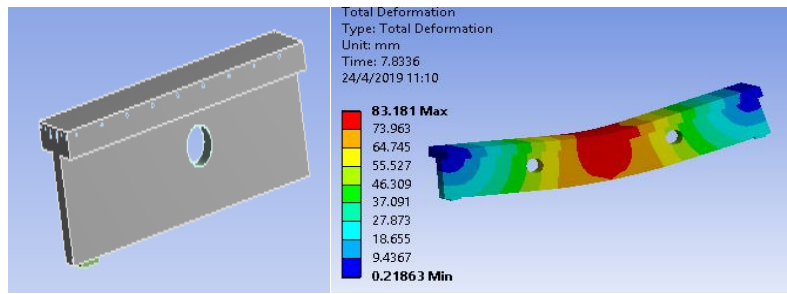 Total Deformation
Type: Total Deformation
Unit: mm
Time: 7.8336
24/4/2019 11:10
83.181 Max
73.963
64.745
55.527
46.309
37.091
27.873
18.655
9.4367
0.21863 Min